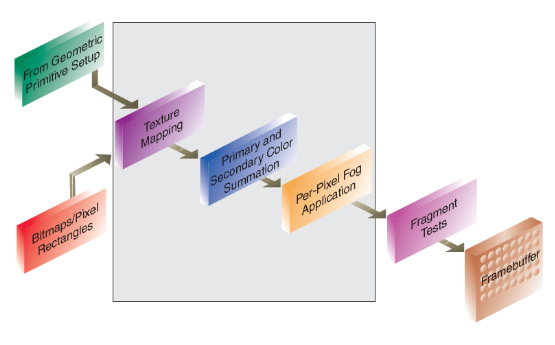 From Geometric
Primitive Setup
Texture
Mapping
Primary and
Secondary Color
Summation
Per-Pixel Fog
Application
Bitmaps/Pixel
Rectangles
Fragment
Tests
Framebuffer